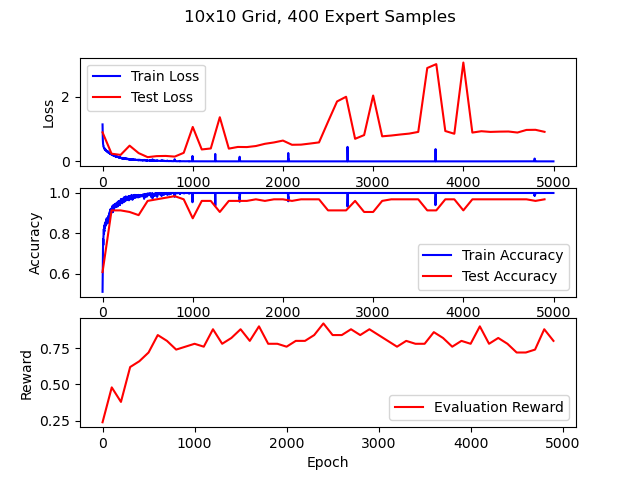 10x10 Grid, 400 Expert Samples
Loss
2
0
Train Loss
Test Loss
0 1000 2000 3000 4000 5000
Accuracy
1.0
0.8
0.6
Train Accuracy
Test Accuracy
0 1000 2000 3000 4000 5000
Reward
0.75
0.50
0.25
Evaluation Reward
0 1000 2000 3000 4000 5000
Epoch